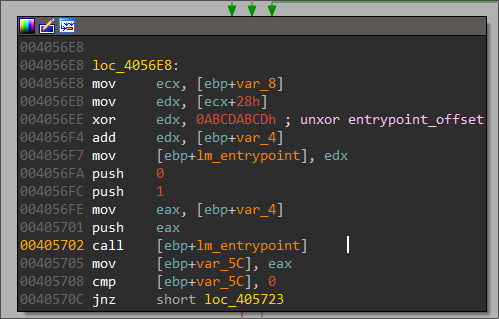 004056E8
004056E8 loc_4056E8:
004056E8 mov     ecx, [ebp+var_8]
004056EB mov     edx, [ecx+28h]
004056EE xor     edx, 0ABCDABCDh ; unxor entrypoint_offset
004056F4 add     edx, [ebp+var_4]
004056F7 mov     [ebp+lm_entrypoint], edx
004056FA push    0
004056FC push    1
004056FE mov     eax, [ebp+var_4]
00405701 push    eax
00405702 call    [ebp+lm_entrypoint]
00405705 mov     [ebp+var_5C], eax
00405708 cmp     [ebp+var_5C], 0
0040570C jnz     short loc_405723